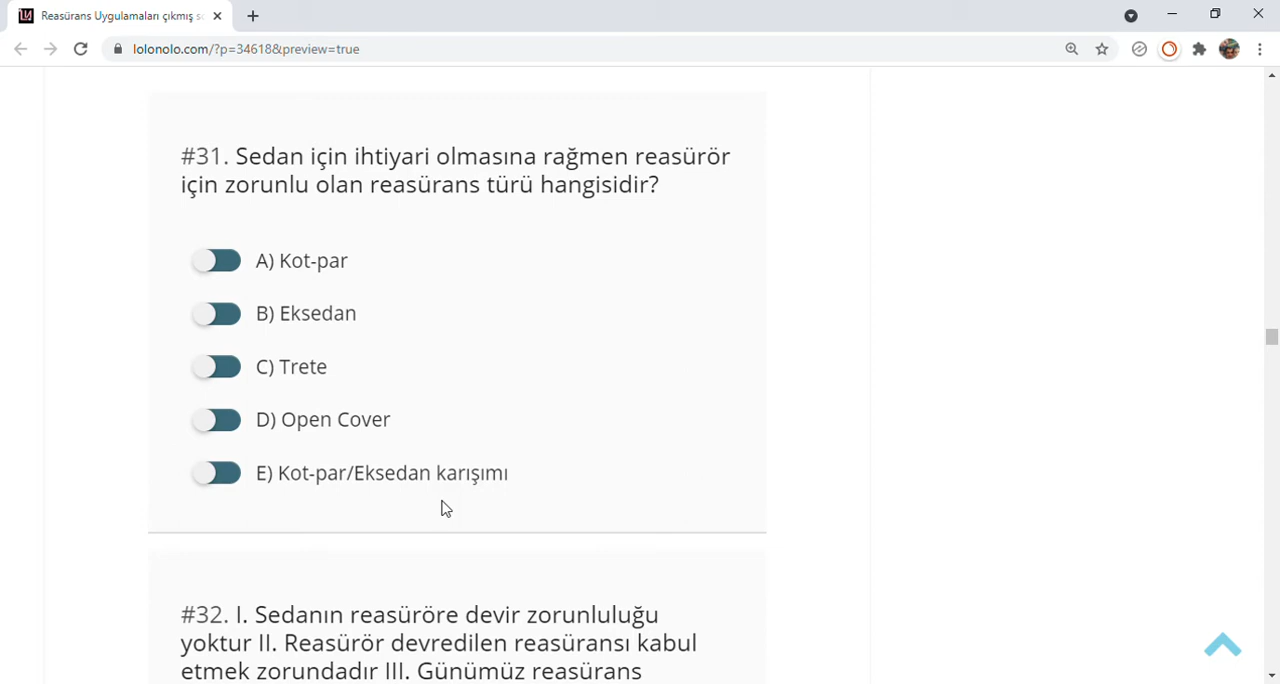 Reasürans Uygulamaları çıkmış so
lolonolo.com/?p=34618&preview=true
#31. Sedan için ihtiyari olmasına rağmen reasürör
için zorunlu olan reasürans türü hangisidir?
A) Kot-par
B) Eksedan
C) Trete
D) Open Cover
E) Kot-par/Eksedan karışımı
#32. I. Sedanın reasüröre devir zorunluluğu
yoktur II. Reasürör devredilen reasüransı kabul
etmek zorundadır III. Günümüz reasürans